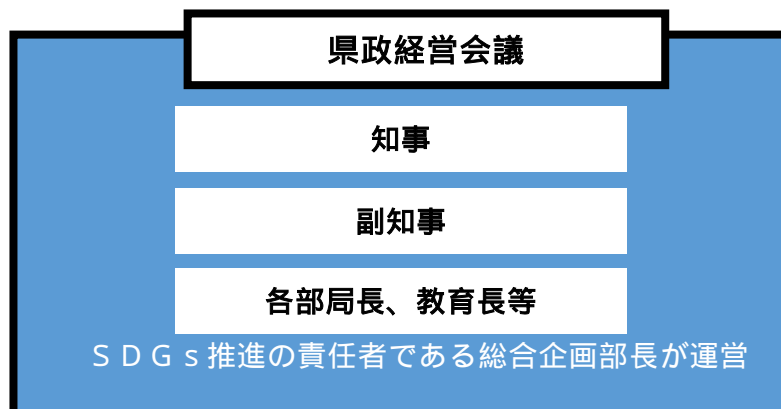 県政経営会議
知事
副知事
各部局長、教育長等
ＳＤＧｓ推進の責任者である総合企画部長が運営